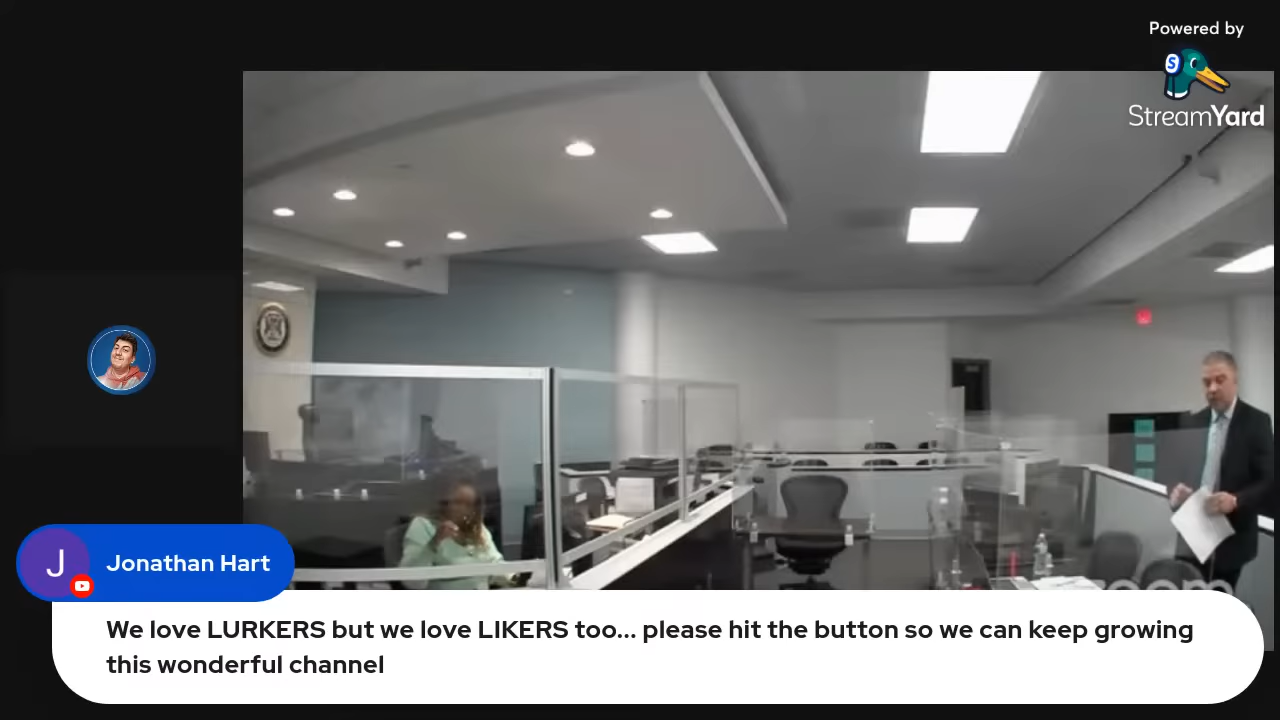 Powered by
S
StreamYard
J
Jonathan Hart
zoom
We love LURKERS but we love LIKERS too... please hit the button so we can keep growing
this wonderful channel